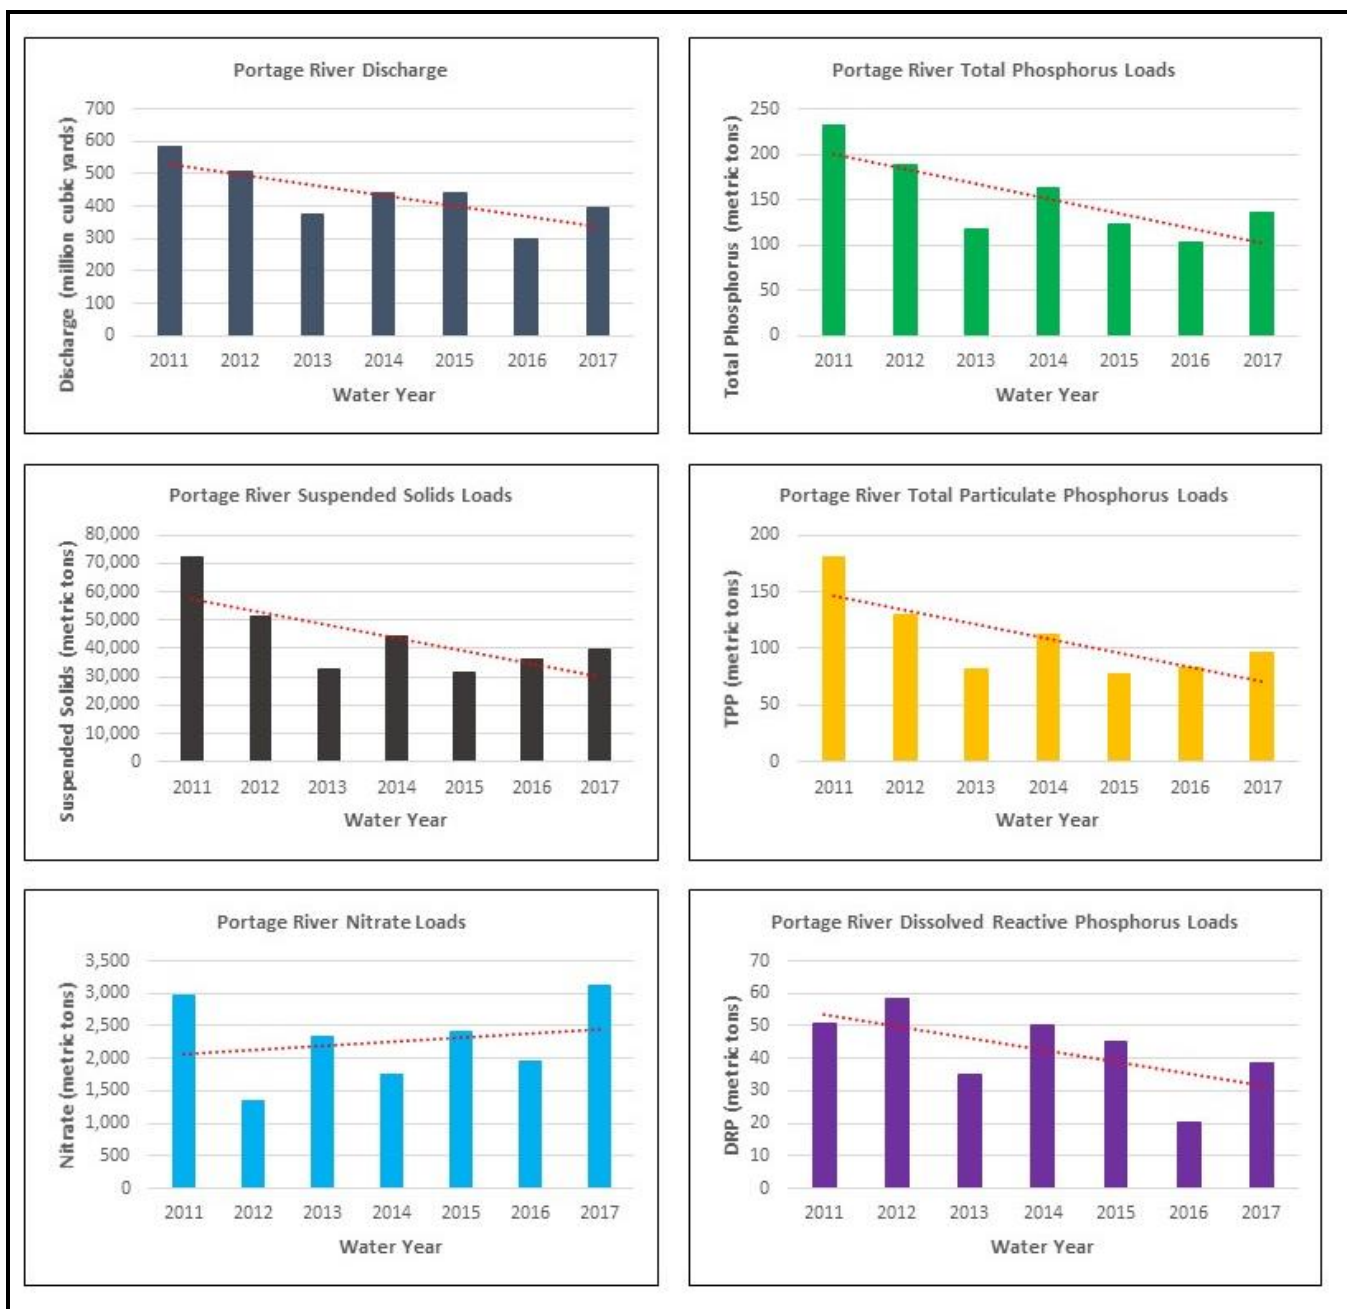 Portage River Discharge
Discharge (million cubic yards)
700
600
500
400
300
200
100
0
2011 2012 2013 2014 2015 2016 2017
Water Year
Portage River Total Phosphorus Loads
Total Phosphorus (metric tons)
250
200
150
100
50
0
2011 2012 2013 2014 2015 2016 2017
Water Year
Portage River Suspended Solids Loads
Suspended Solids (metric tons)
80,000
70,000
60,000
50,000
40,000
30,000
20,000
10,000
0
2011 2012 2013 2014 2015 2016 2017
Water Year
Portage River Total Particulate Phosphorus Loads
TPP (metric tons)
200
150
100
50
0
2011 2012 2013 2014 2015 2016 2017
Water Year
Portage River Nitrate Loads
Nitrate (metric tons)
3,500
3,000
2,500
2,000
1,500
1,000
500
0
2011 2012 2013 2014 2015 2016 2017
Water Year
Portage River Dissolved Reactive Phosphorus Loads
DRP (metric tons)
70
60
50
40
30
20
10
0
2011 2012 2013 2014 2015 2016 2017
Water Year